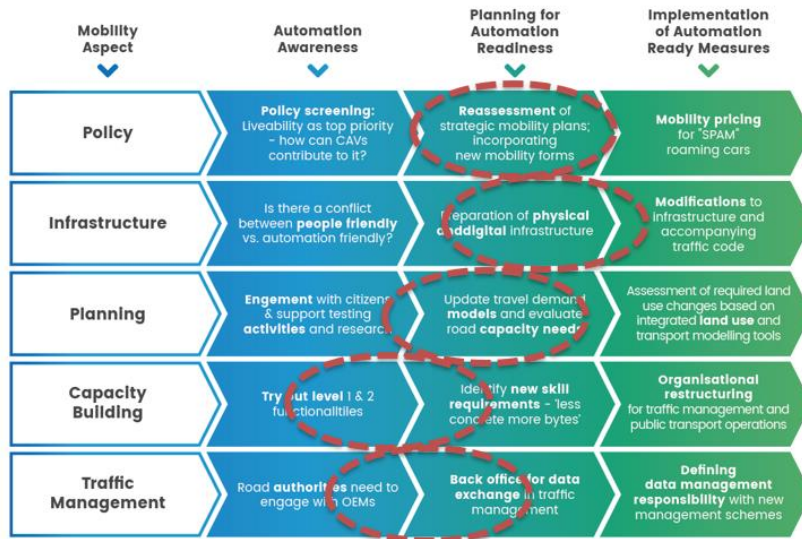 Mobility
Aspect
Automation
Awareness
Planning for
Automation
Readiness
Implementation
of Automation
Ready Measures
Policy
Policy screening:
Liveability as top priority
- how can CAVs
contribute to it?
Reassessment of
strategic mobility plans;
incorporating
new mobility forms
Mobility pricing
for "SPAM"
roaming cars
Infrastructure
Is there a conflict
between people friendly
vs. automation friendly?
Preparation of physical
anddigital infrastructure
Modifications to
infrastructure and
accompanying
traffic code
Planning
Engement with citizens
& support testing
activities and research
Update travel demand
models and evaluate
road capacity needs
Assessment of required land
use changes based on
integrated land use and
transport modelling tools
Capacity
Building
Try out level 1 & 2
functionalitiles
Identify new skill
requirements - 'less
concrete more bytes'
Organisational
restructuring
for traffic management and
public transport operations
Traffic
Management
Road authorities need to
engage with OEMs
Back office for data
exchange in traffic
management
Defining
data management
responsibility with new
management schemes